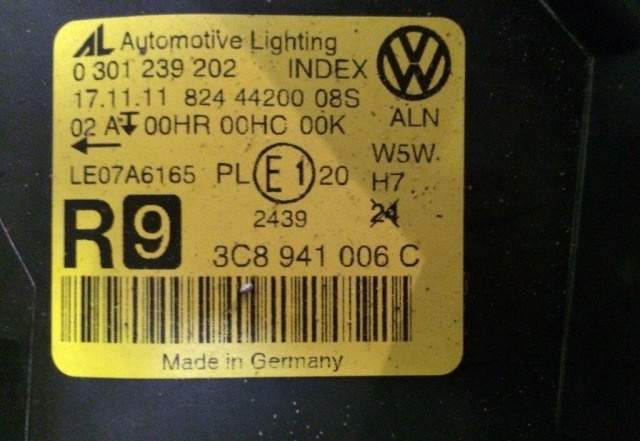 AL Automotive Lighting
0 301 239 202 INDEX
17.11.11 824 44200 08S
02 A 00HR 00HC 00K
ALN
LE07A6165 PL E1 20
W5W
H7
24
2439
R 9 3C8 941 006 C
Made in Germany